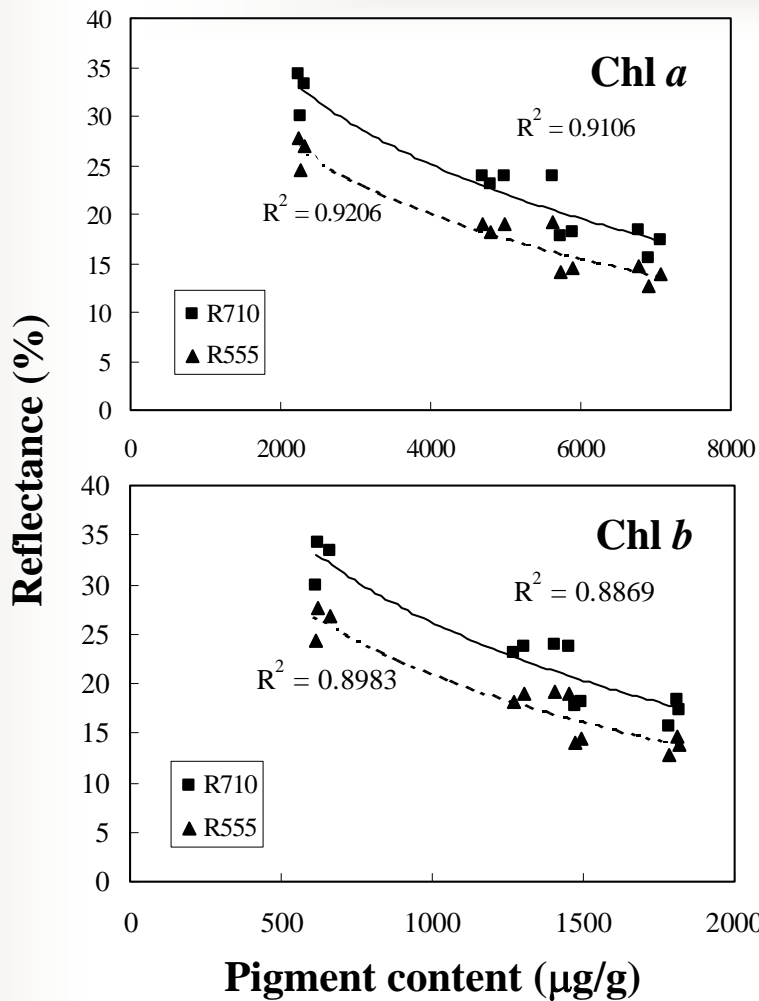 Reflectance (%)
40
35
30
25
20
15
10
5
0
Chl a
R² = 0.9106
R² = 0.9206
R710
R555
0 2000 4000 6000 8000
40
35
30
25
20
15
10
5
0
Chl b
R² = 0.8869
R² = 0.8983
R710
R555
0 500 1000 1500 2000
Pigment content (μg/g)